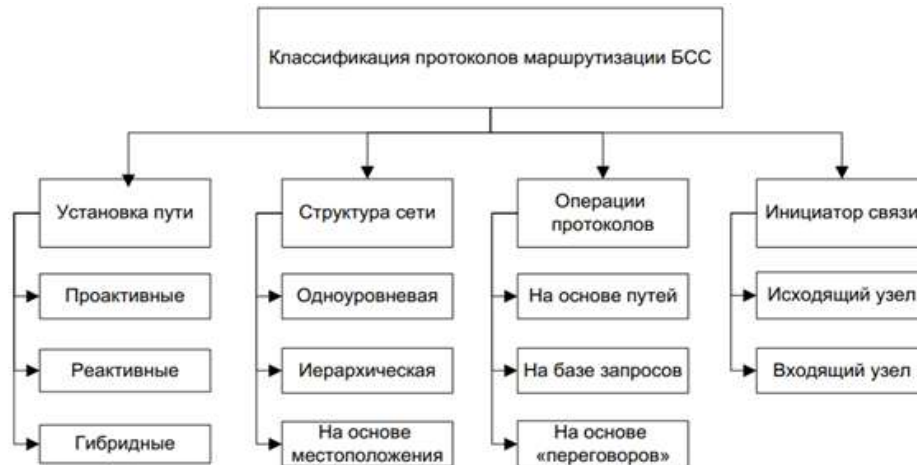 Классификация протоколов маршрутизации БСС
Установка пути
Проактивные
Реактивные
Гибридные
Структура сети
Одноуровневая
Иерархическая
На основе
местоположения
Операции
протоколов
На основе путей
На базе запросов
На основе
«переговоров»
Инициатор связи
Исходящий узел
Входящий узел